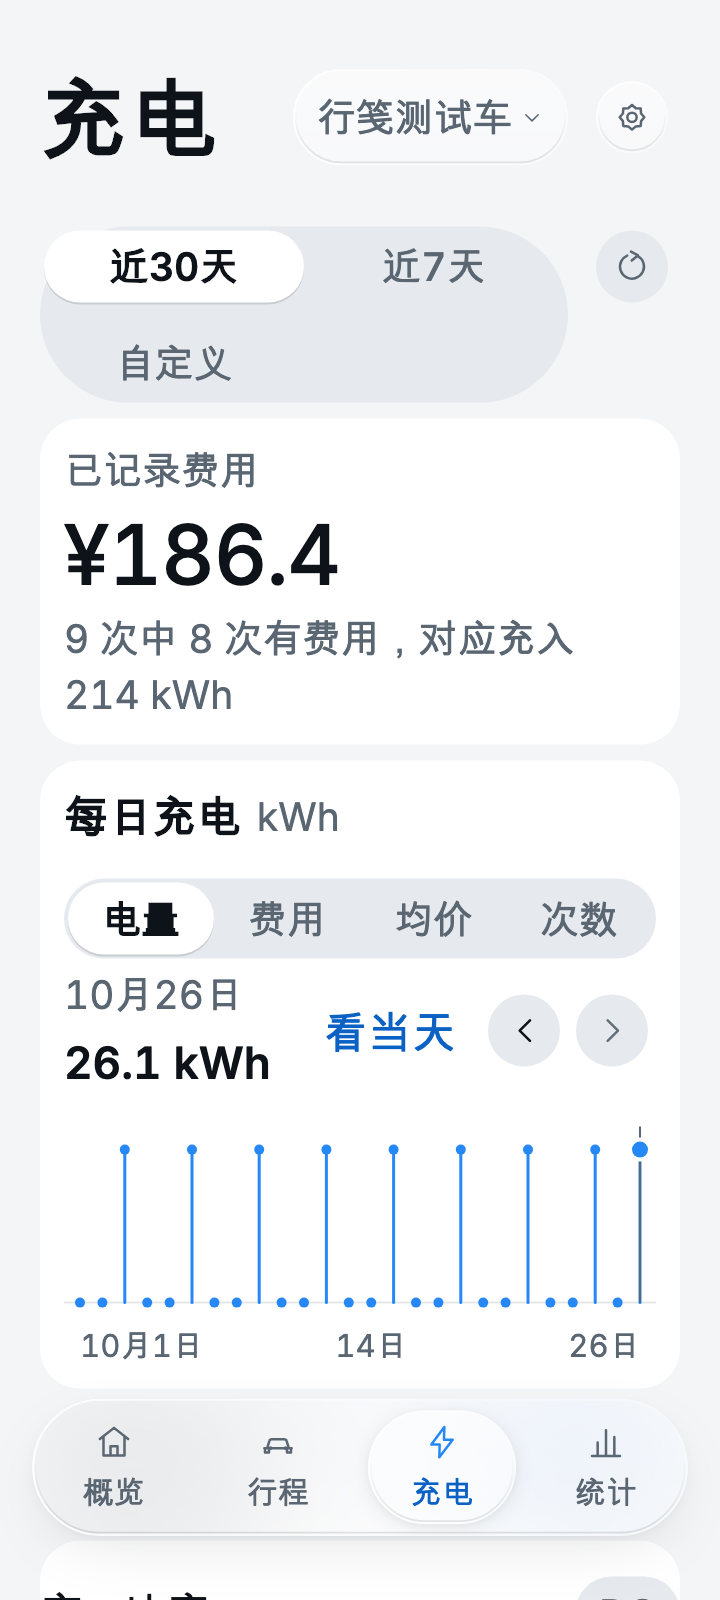 充电
行笺测试车
近30天
近7天
自定义
已记录费用
¥186.4
9 次中 8 次有费用，对应充入
214 kWh
每日充电 kWh
电量
费用
均价
次数
10月26日
26.1 kWh
看当天
10月1日
14日
26日
概览
行程
充电
统计